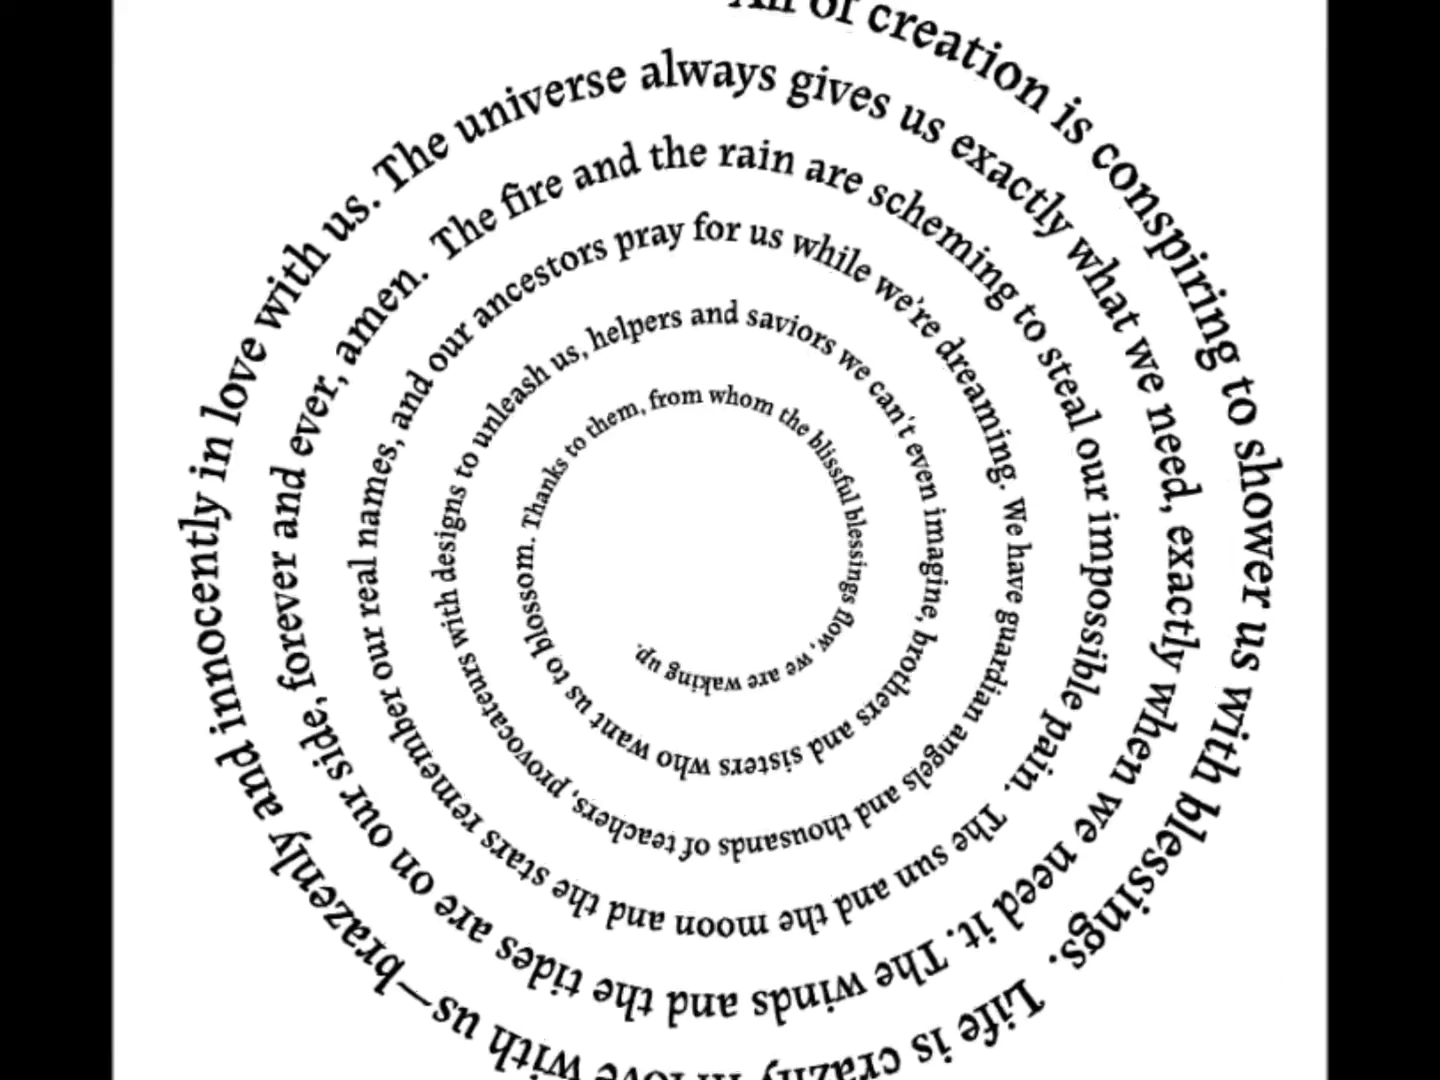 All of creation is conspiring to shower us with blessings. Life is crazily in love with us—brazenly and innocently in love with us. The universe always gives us exactly what we need, exactly when we need it. The winds and the tides are on our side, forever and ever, amen. The fire and the rain are scheming to steal our impossible pain. The sun and the moon and the stars remember our real names, and our ancestors pray for us while we're dreaming. We have guardian angels and thousands of teachers, provocateurs with designs to unleash us, helpers and saviors we can't even imagine, brothers and sisters who want us to blossom. Thanks to them, from whom the blissful blessings flow, we are waking up.